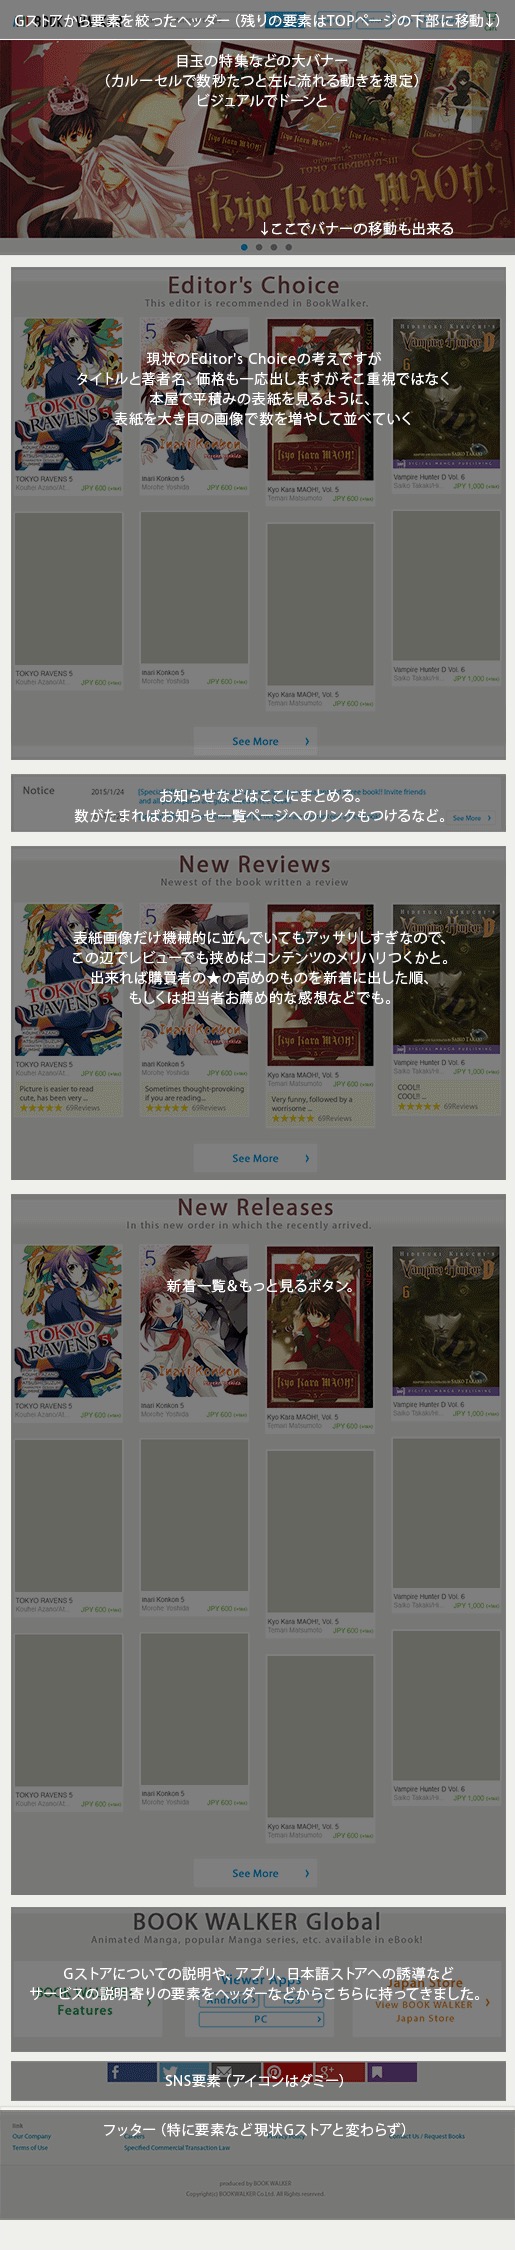 Gストアから要素を絞ったヘッダー（残りの要素はTOPページの下部に移動↓）
目玉の特集などの大バナー
（カルーセルで数秒たつと左に流れる動きを想定）
ビジュアルでドーンと
Kyo Kara MAOH!
↓ここでバナーの移動も出来る
Editor's Choice
This editor is recommended in BookWalker.
現状のEditor's Choiceの考えですが
タイトルと著者名、価格も一応出しますがそこ重視ではなく
本屋で平積みの表紙を見るように、
表紙を大き目の画像で数を増やして並べていく
TOKYO RAVENS 5
JPY 600
Inari Konkon 5
Morohe Yoshida
JPY 600
Kyo Kara MAOH!, Vol. 5
Temari Matsumoto
JPY 600
Vampire Hunter D Vol. 6
Saiko Takaki/H...
JPY 1,000
TOKYO RAVENS 5
Kouhei Azano/At...
JPY 600
Inari Konkon 5
Morohe Yoshida
JPY 600
Kyo Kara MAOH!, Vol. 5
Temari Matsumoto
JPY 600
Vampire Hunter D Vol. 6
Saiko Takaki/H...
JPY 1,000
See More
Notice
2015/1/24
お知らせなどはここにまとめる。
数がたまればお知らせ一覧ページへのリンクもつけるなど。
See More
New Reviews
Newest of the book written a review
表紙画像だけ機械的に並んでいてもアッサリしすぎなので、
この辺でレビューでも挟めばコンテンツのメリハリつくかと。
出来れば購買者の★の高めのものを新着に出した順、
もしくは担当者お薦め的な感想などでも。
TOKYO RAVENS 5
JPY 600
Inari Konkon 5
JPY 600
Kyo Kara MAOH!, Vol. 5
Temari Matsumoto
JPY 600
Vampire Hunter D Vol. 6
JPY 1,000
Picture is easier to read
cute, has been very ...
★★★★★ 69Reviews
Sometimes thought-provoking
if you are reading...
★★★★★ 69Reviews
Very funny, followed by a
worrisome ...
★★★★★ 69Reviews
COOL!!
COOL!! ...
★★★★★ 69Reviews
See More
New Releases
In this new order in which the recently arrived.
新着一覧＆もっと見るボタン。
TOKYO RAVENS 5
Kouhei Azano/At...
JPY 600
Inari Konkon 5
Morohe Yoshida
JPY 600
Kyo Kara MAOH!, Vol. 5
Temari Matsumoto
JPY 600
Vampire Hunter D Vol. 6
Saiko Takaki/H...
JPY 1,000
TOKYO RAVENS 5
Kouhei Azano/At...
JPY 600
Inari Konkon 5
Morohe Yoshida
JPY 600
Kyo Kara MAOH!, Vol. 5
Temari Matsumoto
JPY 600
Vampire Hunter D Vol. 6
Saiko Takaki/H...
JPY 1,000
TOKYO RAVENS 5
Kouhei Azano/At...
JPY 600
Inari Konkon 5
Morohe Yoshida
JPY 600
Kyo Kara MAOH!, Vol. 5
Temari Matsumoto
JPY 600
Vampire Hunter D Vol. 6
Saiko Takaki/H...
JPY 1,000
See More
BOOK WALKER Global
Animated Manga, popular Manga series, etc. available in eBook!
Gストアについての説明や、アプリ、日本語ストアへの誘導など
サービスの説明寄りの要素をヘッダーなどからこちらに持ってきました。
Features
Viewer Apps
Android
iOS
PC
Japan Store
View BOOK WALKER
Japan Store
SNS要素（アイコンはダミー）
フッター（特に要素など現状Gストアと変わらず）
link
Our Company
Careers
Privacy Policy
Contact Us / Request Books
Terms of Use
Specified Commercial Transaction Law
produced by BOOK WALKER
Copyright(c) BOOKWALKER Co.Ltd. All Rights reserved.